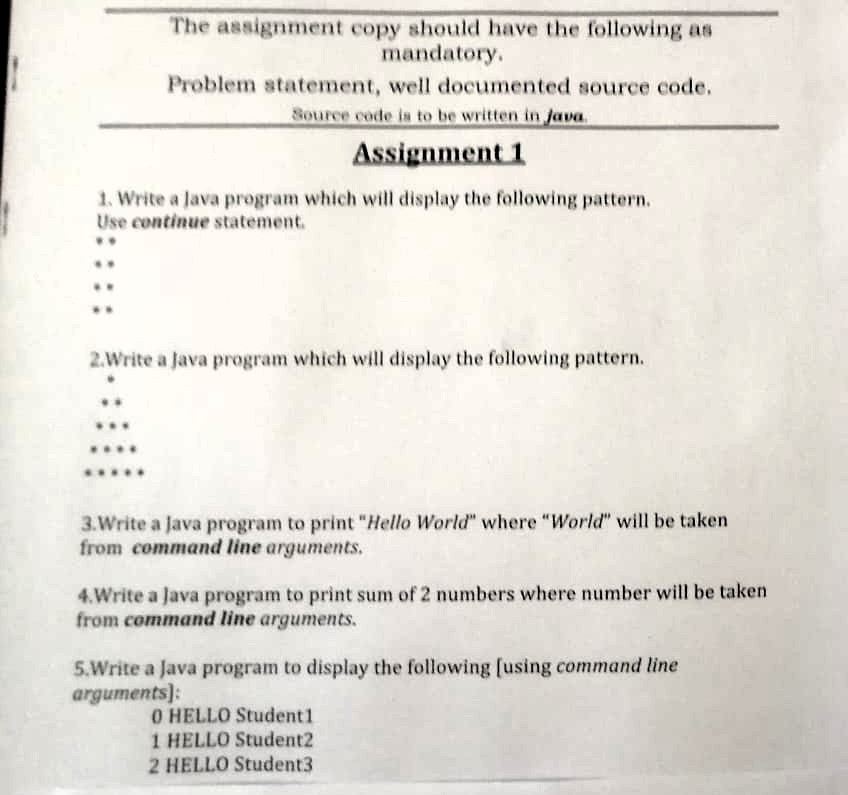 The assignment copy should have the following as
mandatory.
Problem statement, well documented source code.
Source code is to be written in java.
Assignment 1
1. Write a Java program which will display the following pattern.
Use continue statement.
* *
* *
* *
* *
2.Write a Java program which will display the following pattern.
*
* *
* * *
* * * *
* * * * *
3.Write a Java program to print "Hello World" where "World" will be taken
from command line arguments.
4.Write a Java program to print sum of 2 numbers where number will be taken
from command line arguments.
5.Write a Java program to display the following [using command line
arguments]:
0 HELLO Student1
1 HELLO Student2
2 HELLO Student3